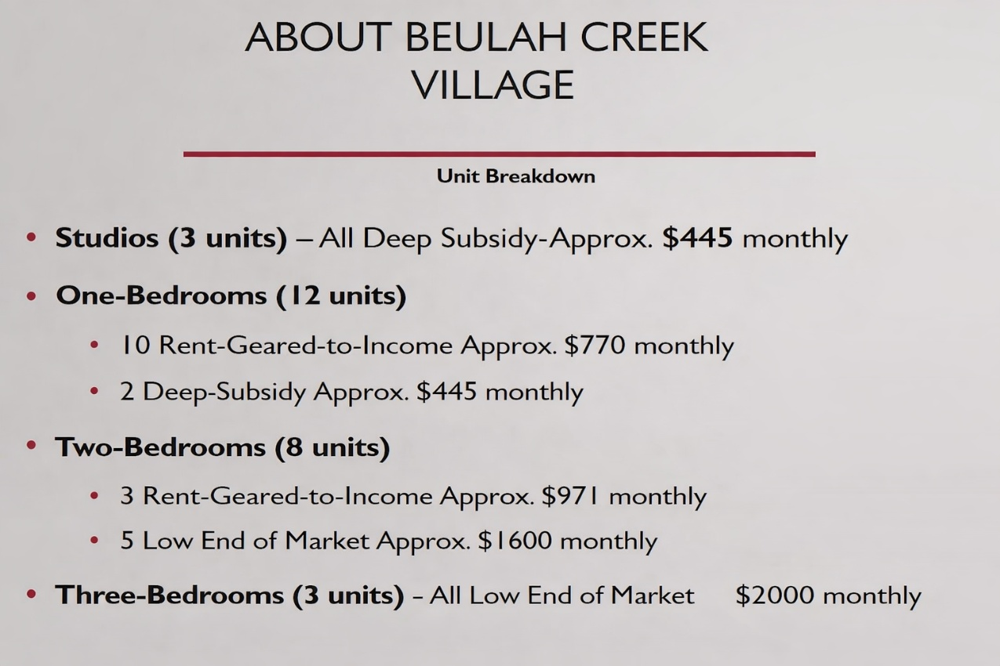 ABOUT BEULAH CREEK
VILLAGE
Unit Breakdown
• Studios (3 units) – All Deep Subsidy-Approx. $445 monthly
• One-Bedrooms (12 units)
• 10 Rent-Geared-to-Income Approx. $770 monthly
• 2 Deep-Subsidy Approx. $445 monthly
• Two-Bedrooms (8 units)
• 3 Rent-Geared-to-Income Approx. $971 monthly
• 5 Low End of Market Approx. $1600 monthly
• Three-Bedrooms (3 units) - All Low End of Market $2000 monthly